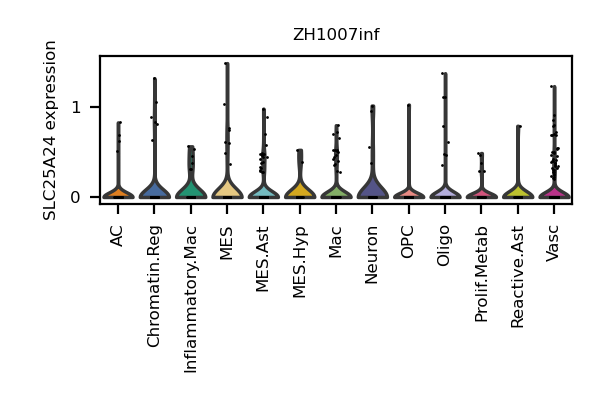 ZH1007inf
SLC25A24 expression
1
0
AC
Chromatin.Reg
Inflammatory.Mac
MES
MES.Ast
MES.Hyp
Mac
Neuron
OPC
Oligo
Prolif.Metab
Reactive.Ast
Vasc